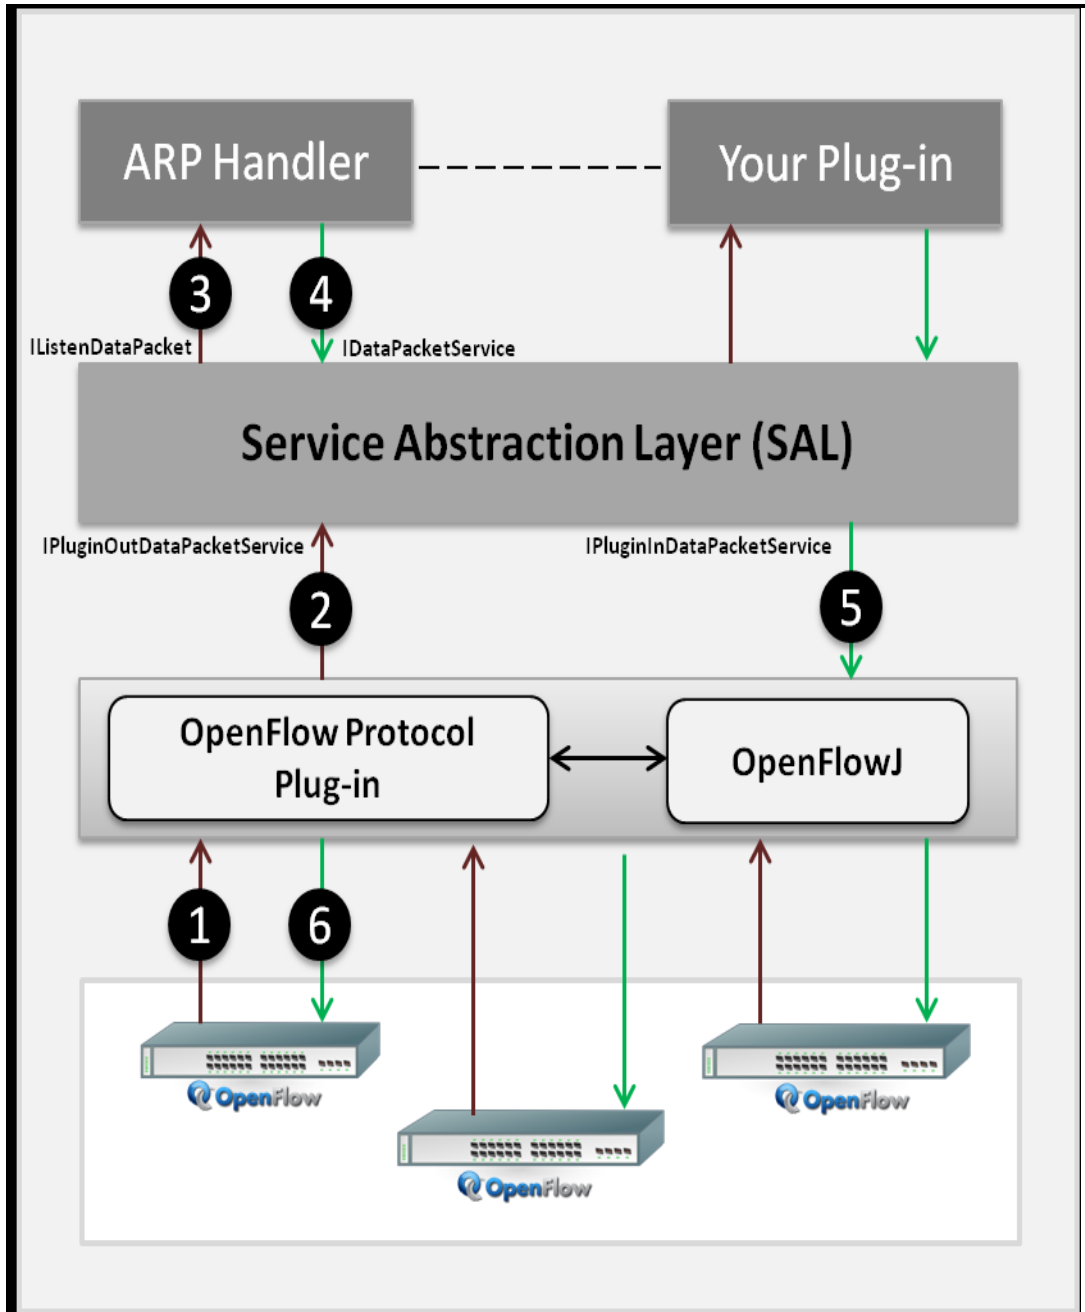 ARP Handler
Your Plug-in
3
4
IListenDataPacket
IDataPacketService
Service Abstraction Layer (SAL)
IPluginOutDataPacketService
IPluginInDataPacketService
2
5
OpenFlow Protocol
Plug-in
OpenFlowJ
1
6
OpenFlow
OpenFlow
OpenFlow